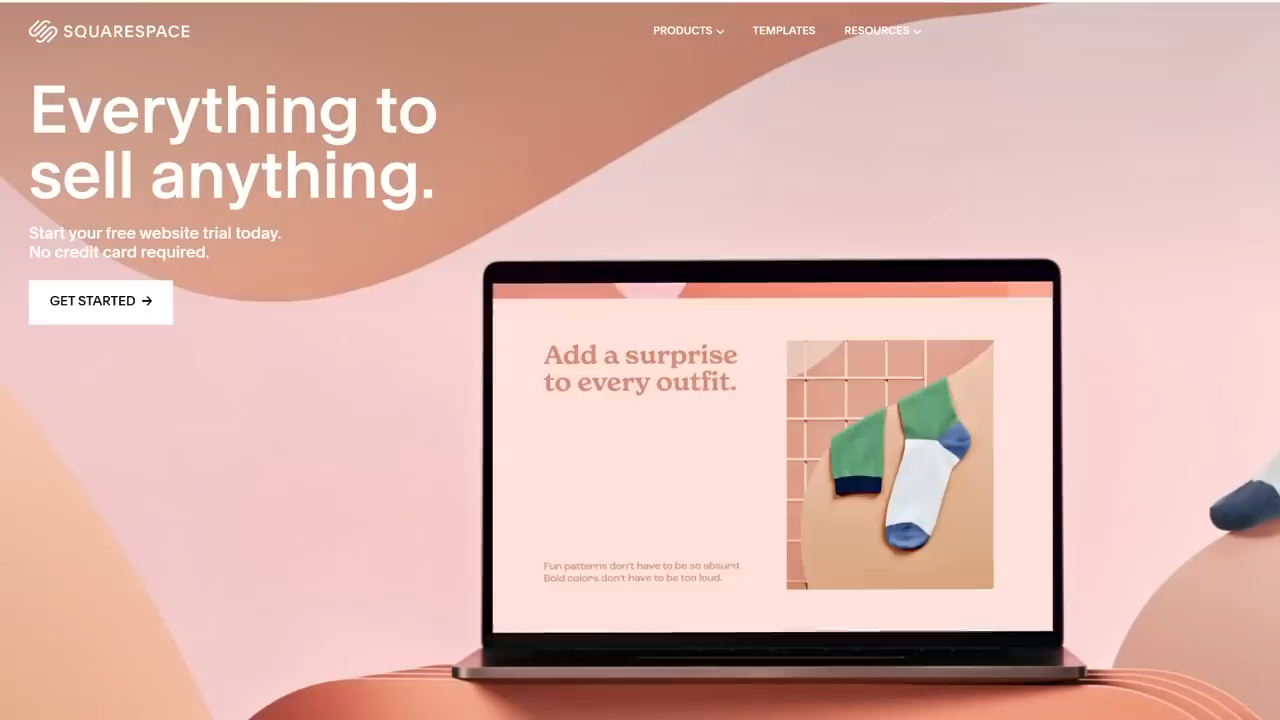 SQUARESPACE
PRODUCTS
TEMPLATES
RESOURCES
Everything to
sell anything.
Start your free website trial today.
No credit card required.
GET STARTED →
Add a surprise
to every outfit.
Fun patterns don't have to be so absurd.
Bold colors don't have to be too loud.